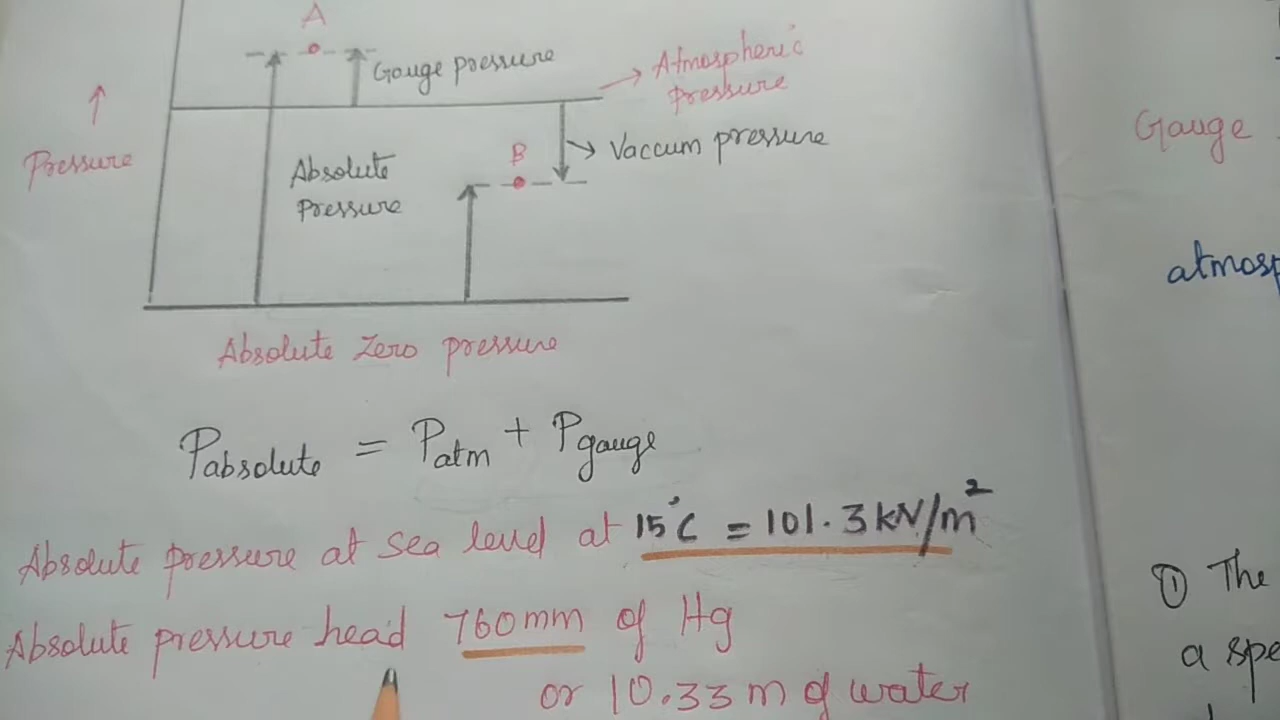 A
Gauge pressure
Atmospheric
pressure
Pressure
B
Vaccum pressure
Absolute
Pressure
Absolute Zero pressure
Pabsolute = Patm + Pgauge
Absolute pressure at sea level at 15°C = 101.3 kN/m²
Absolute pressure head 760mm of Hg
or 10.33 m of water
Gauge
atmosp
① The
a spe